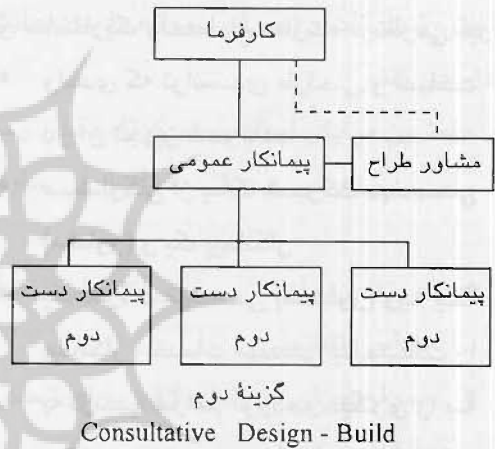 کارفرما
مشاور طراح
پیمانکار عمومی
پیمانکار دست
دوم
پیمانکار دست
دوم
پیمانکار دست
دوم
گزینهٔ دوم
Consultative Design - Build